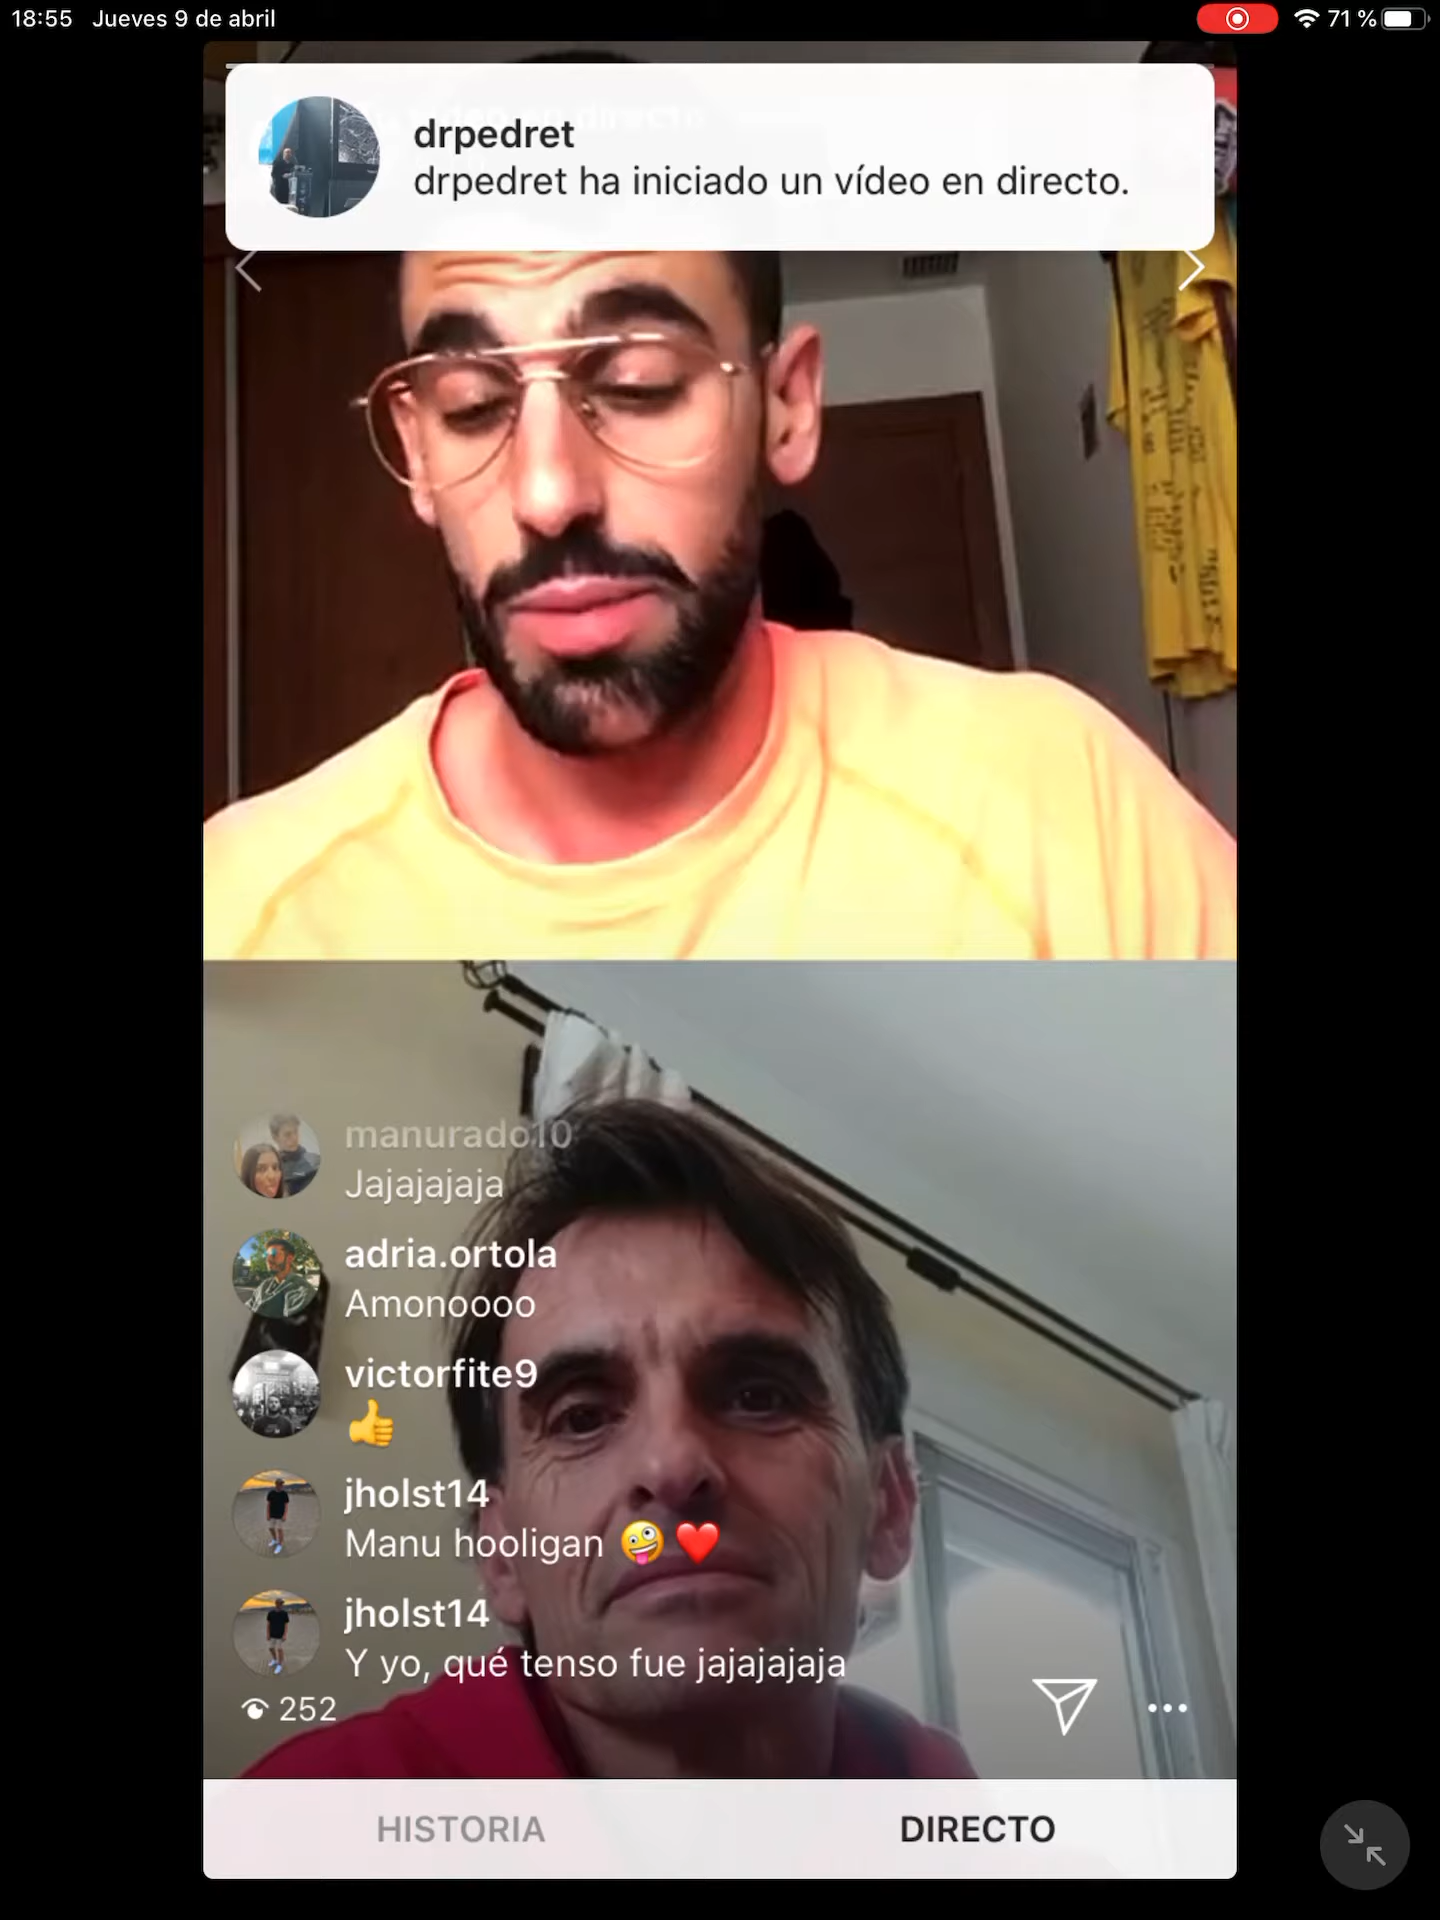 18:55 Jueves 9 de abril
71 %
drpedret
drpedret ha iniciado un vídeo en directo.
manurado10
Jajajajaja
adria.ortola
Amonoooo
victorfite9
👍
jholst14
Manu hooligan 🤪 ❤️
jholst14
Y yo, qué tenso fue jajajajaja
252
HISTORIA
DIRECTO